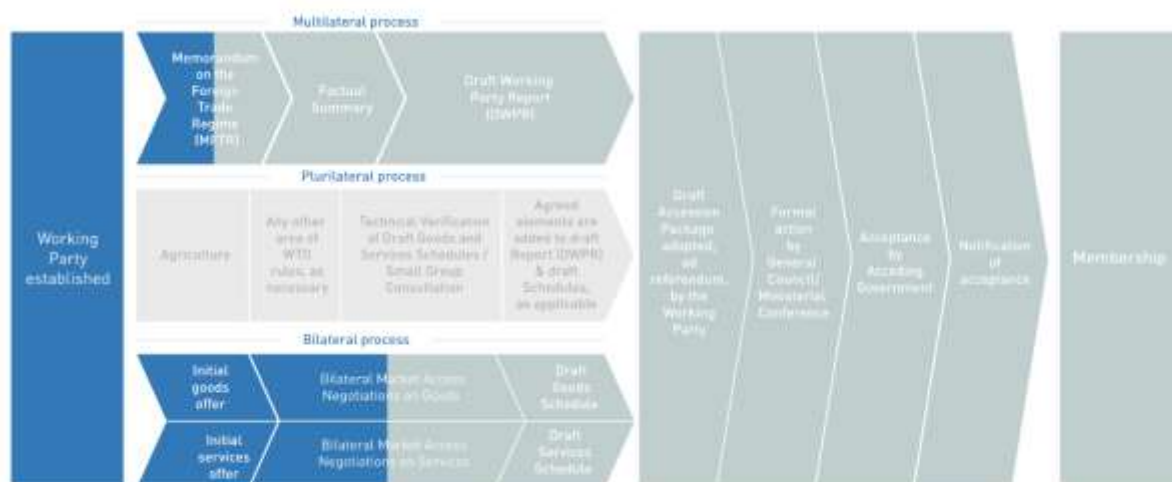 Multilateral process
Working
Party
established
Memorandum
on the
Foreign
Trade
Regime
(MFTR)
Factual
Summary
Draft Working
Party Report
(DWPR)
Plurilateral process
Agriculture
Any other
area of
WTO
rules, as
necessary
Technical Verification
of Draft Goods and
Services Schedules /
Small Group
Consultation
Agreed
elements are
added to draft
Report (DWPR)
& draft
Schedules,
as applicable
Bilateral process
Initial
goods
offer
Bilateral Market Access
Negotiations on Goods
Draft
Goods
Schedule
Initial
services
offer
Bilateral Market Access
Negotiations on Services
Draft
Services
Schedule
Draft
Accession
Package
adopted,
ad
referendum,
by the
Working
Party
Formal
action
by
General
Council/
Ministerial
Conference
Acceptance
by
Acceding
Government
Notification
of
acceptance
Membership